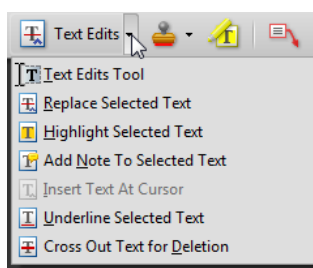 Text Edits
Text Edits Tool
Replace Selected Text
Highlight Selected Text
Add Note To Selected Text
Insert Text At Cursor
Underline Selected Text
Cross Out Text for Deletion